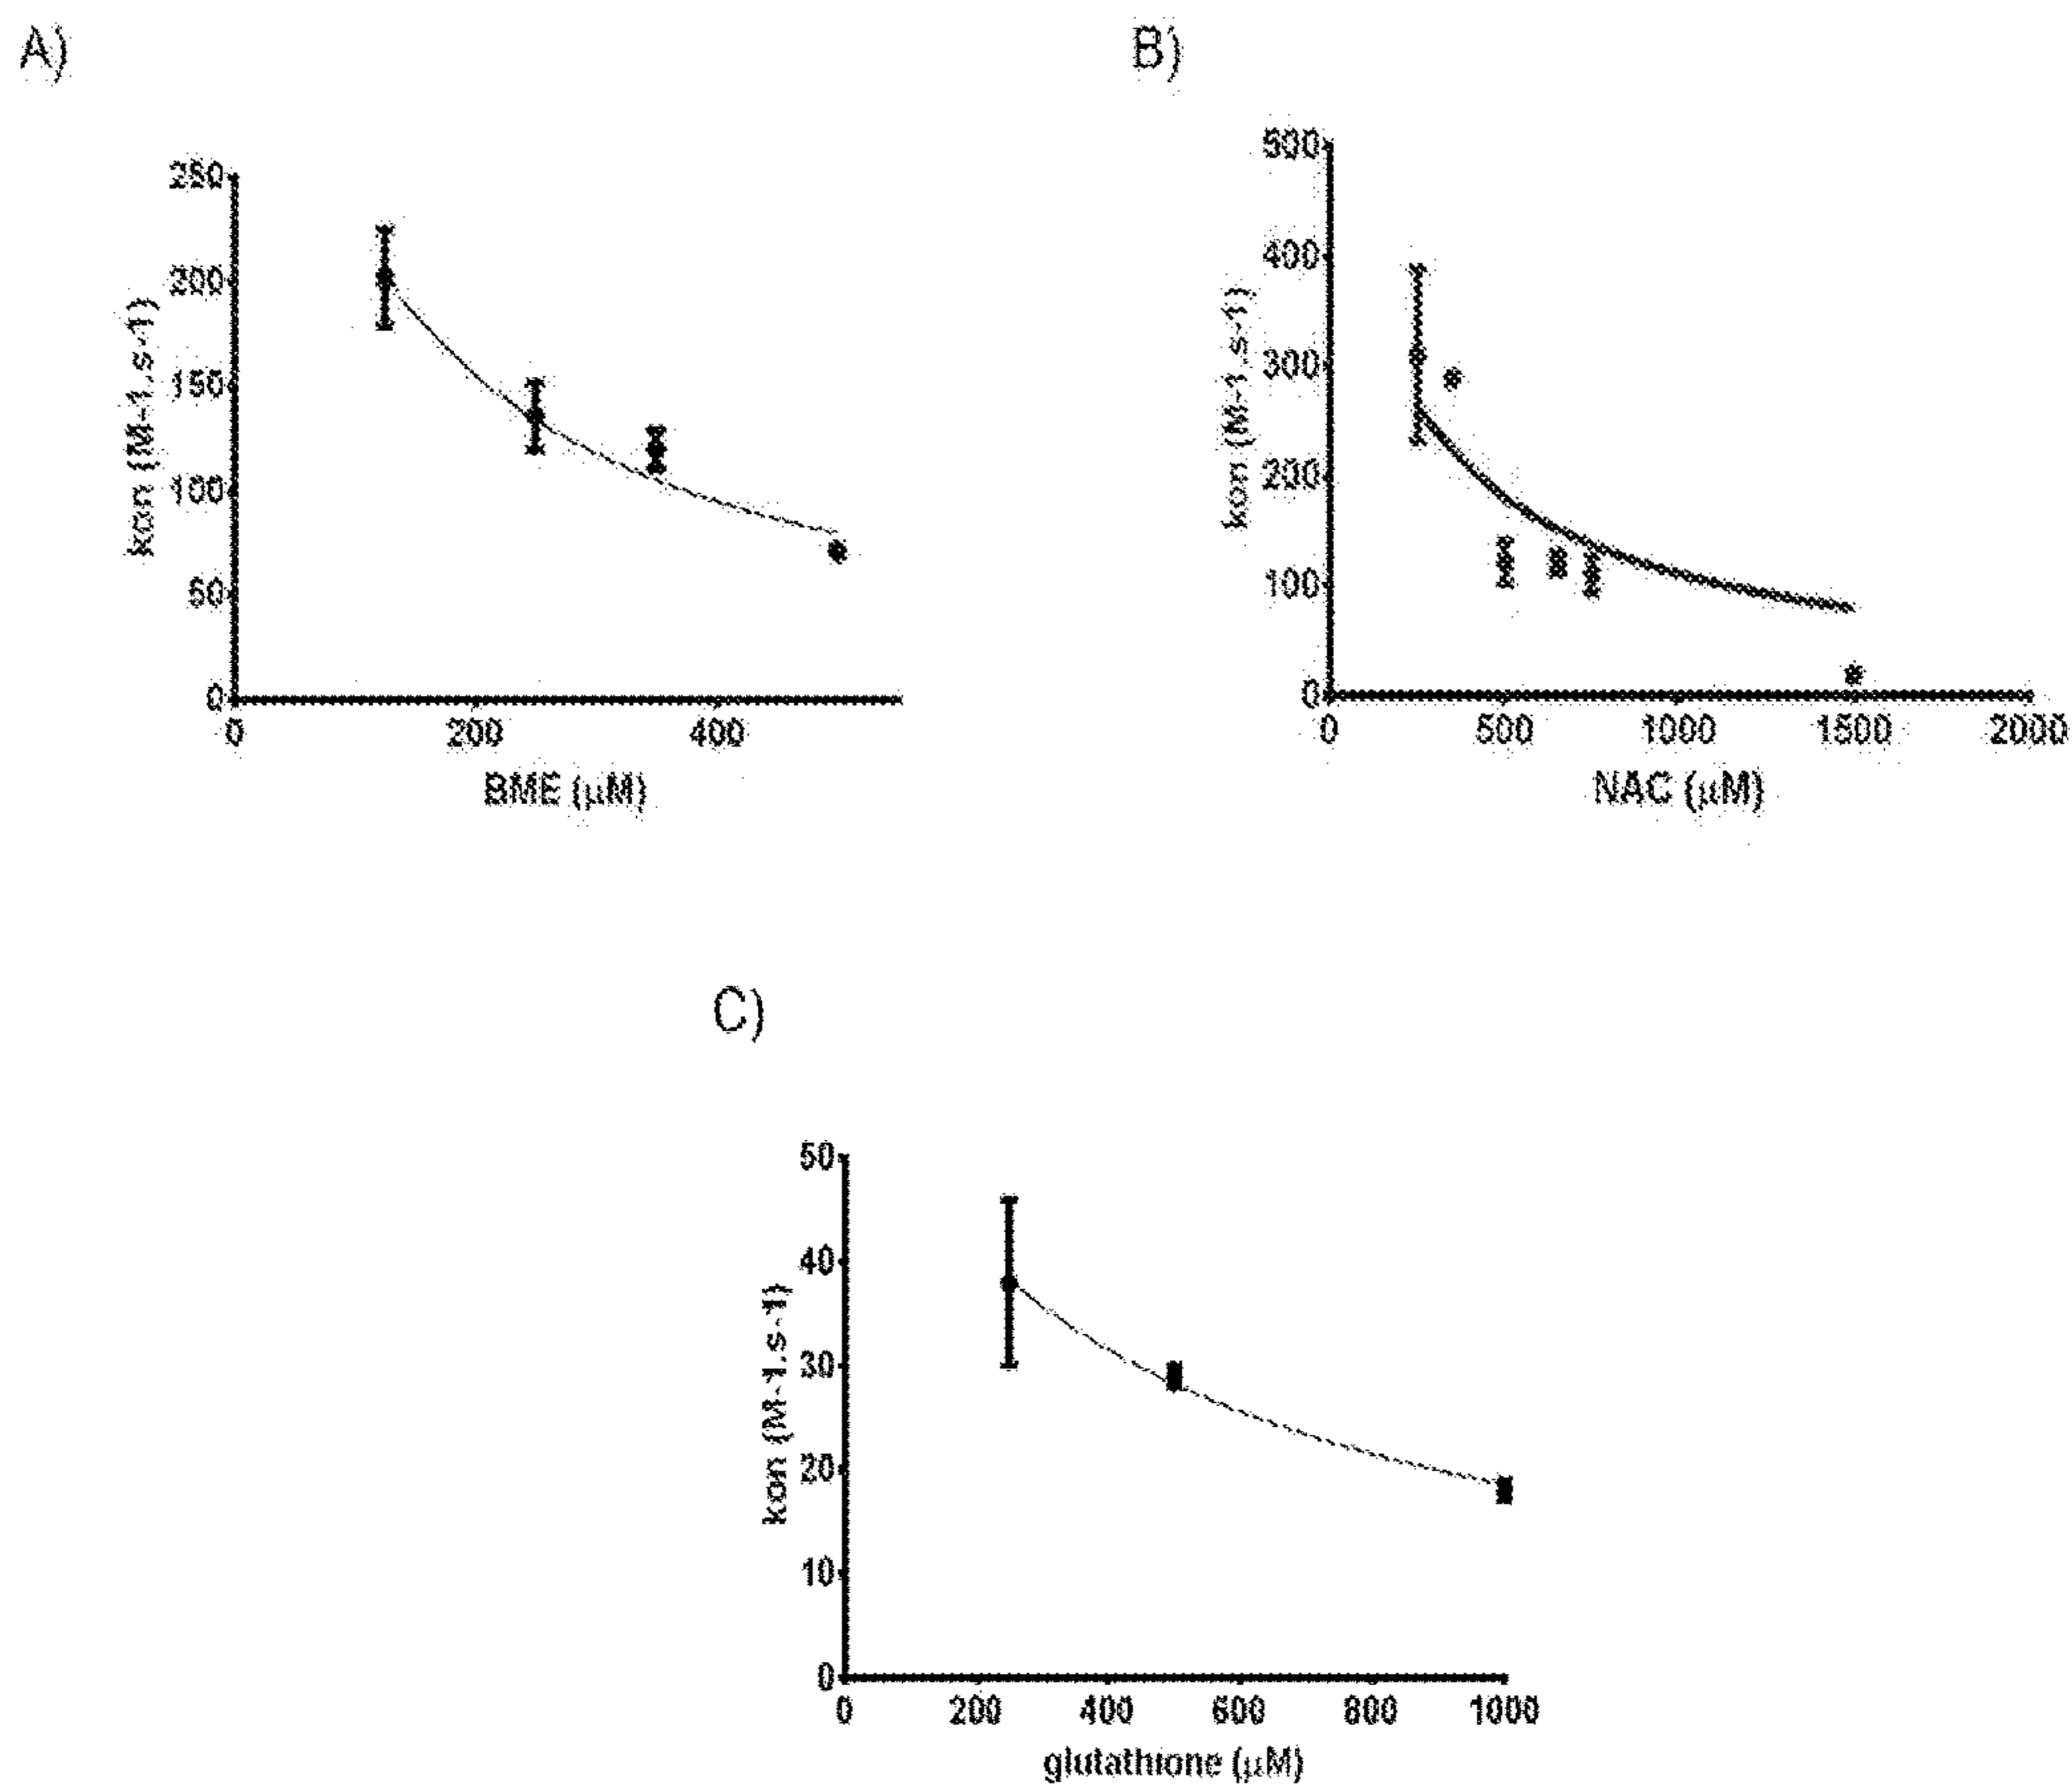 A)
kon (M-1.s-1)
250
200
150
100
50
0
0 200 400
BME (μM)
B)
kon (M-1.s-1)
500
400
300
200
100
0
0 500 1000 1500 2000
NAC (μM)
C)
kon (M-1.s-1)
50
40
30
20
10
0
0 200 400 600 800 1000
glutathione (μM)